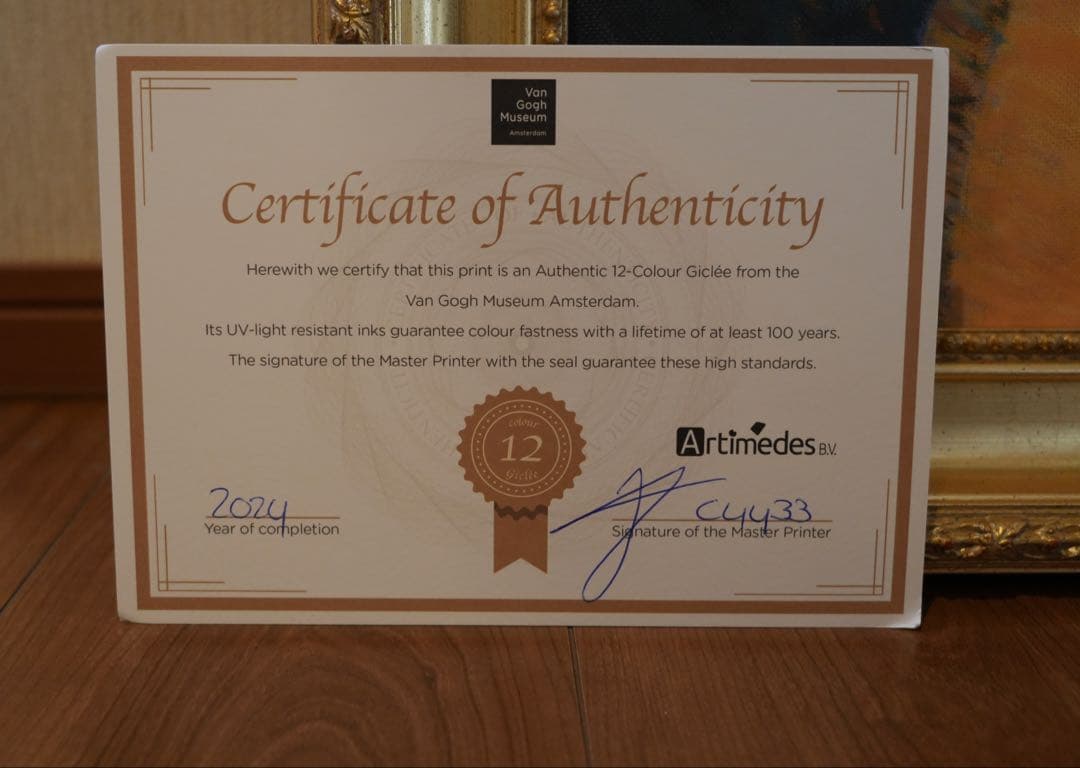 Van
Gogh
Museum
Amsterdam
Certificate of Authenticity
Herewith we certify that this print is an Authentic 12-Colour Giclée from the
Van Gogh Museum Amsterdam.
Its UV-light resistant inks guarantee colour fastness with a lifetime of at least 100 years.
The signature of the Master Printer with the seal guarantee these high standards.
colour
12
Giclée
Artimedes B.V.
2024
Year of completion
Signature of the Master Printer